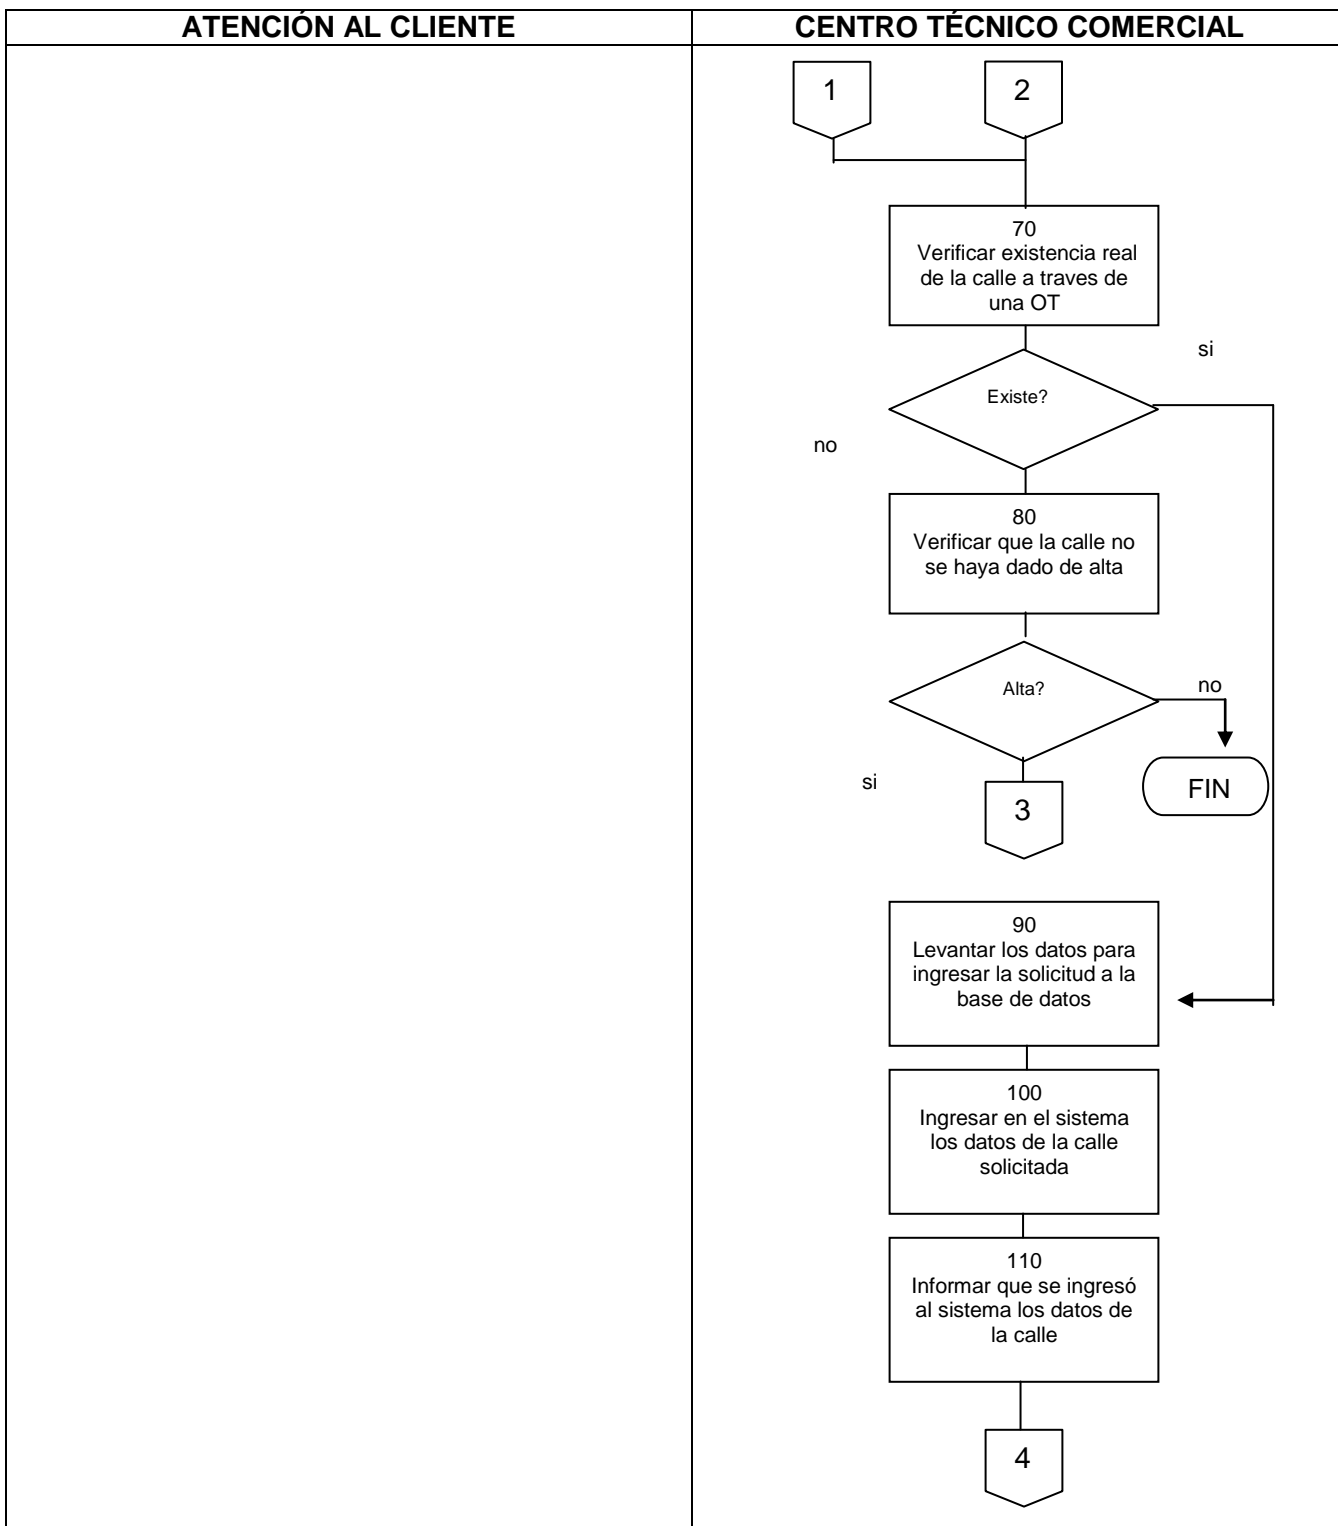 ATENCIÓN AL CLIENTE
CENTRO TÉCNICO COMERCIAL
1
2
70
Verificar existencia real
de la calle a traves de
una OT
si
Existe?
no
80
Verificar que la calle no
se haya dado de alta
Alta?
no
si
FIN
3
90
Levantar los datos para
ingresar la solicitud a la
base de datos
100
Ingresar en el sistema
los datos de la calle
solicitada
110
Informar que se ingresó
al sistema los datos de
la calle
4